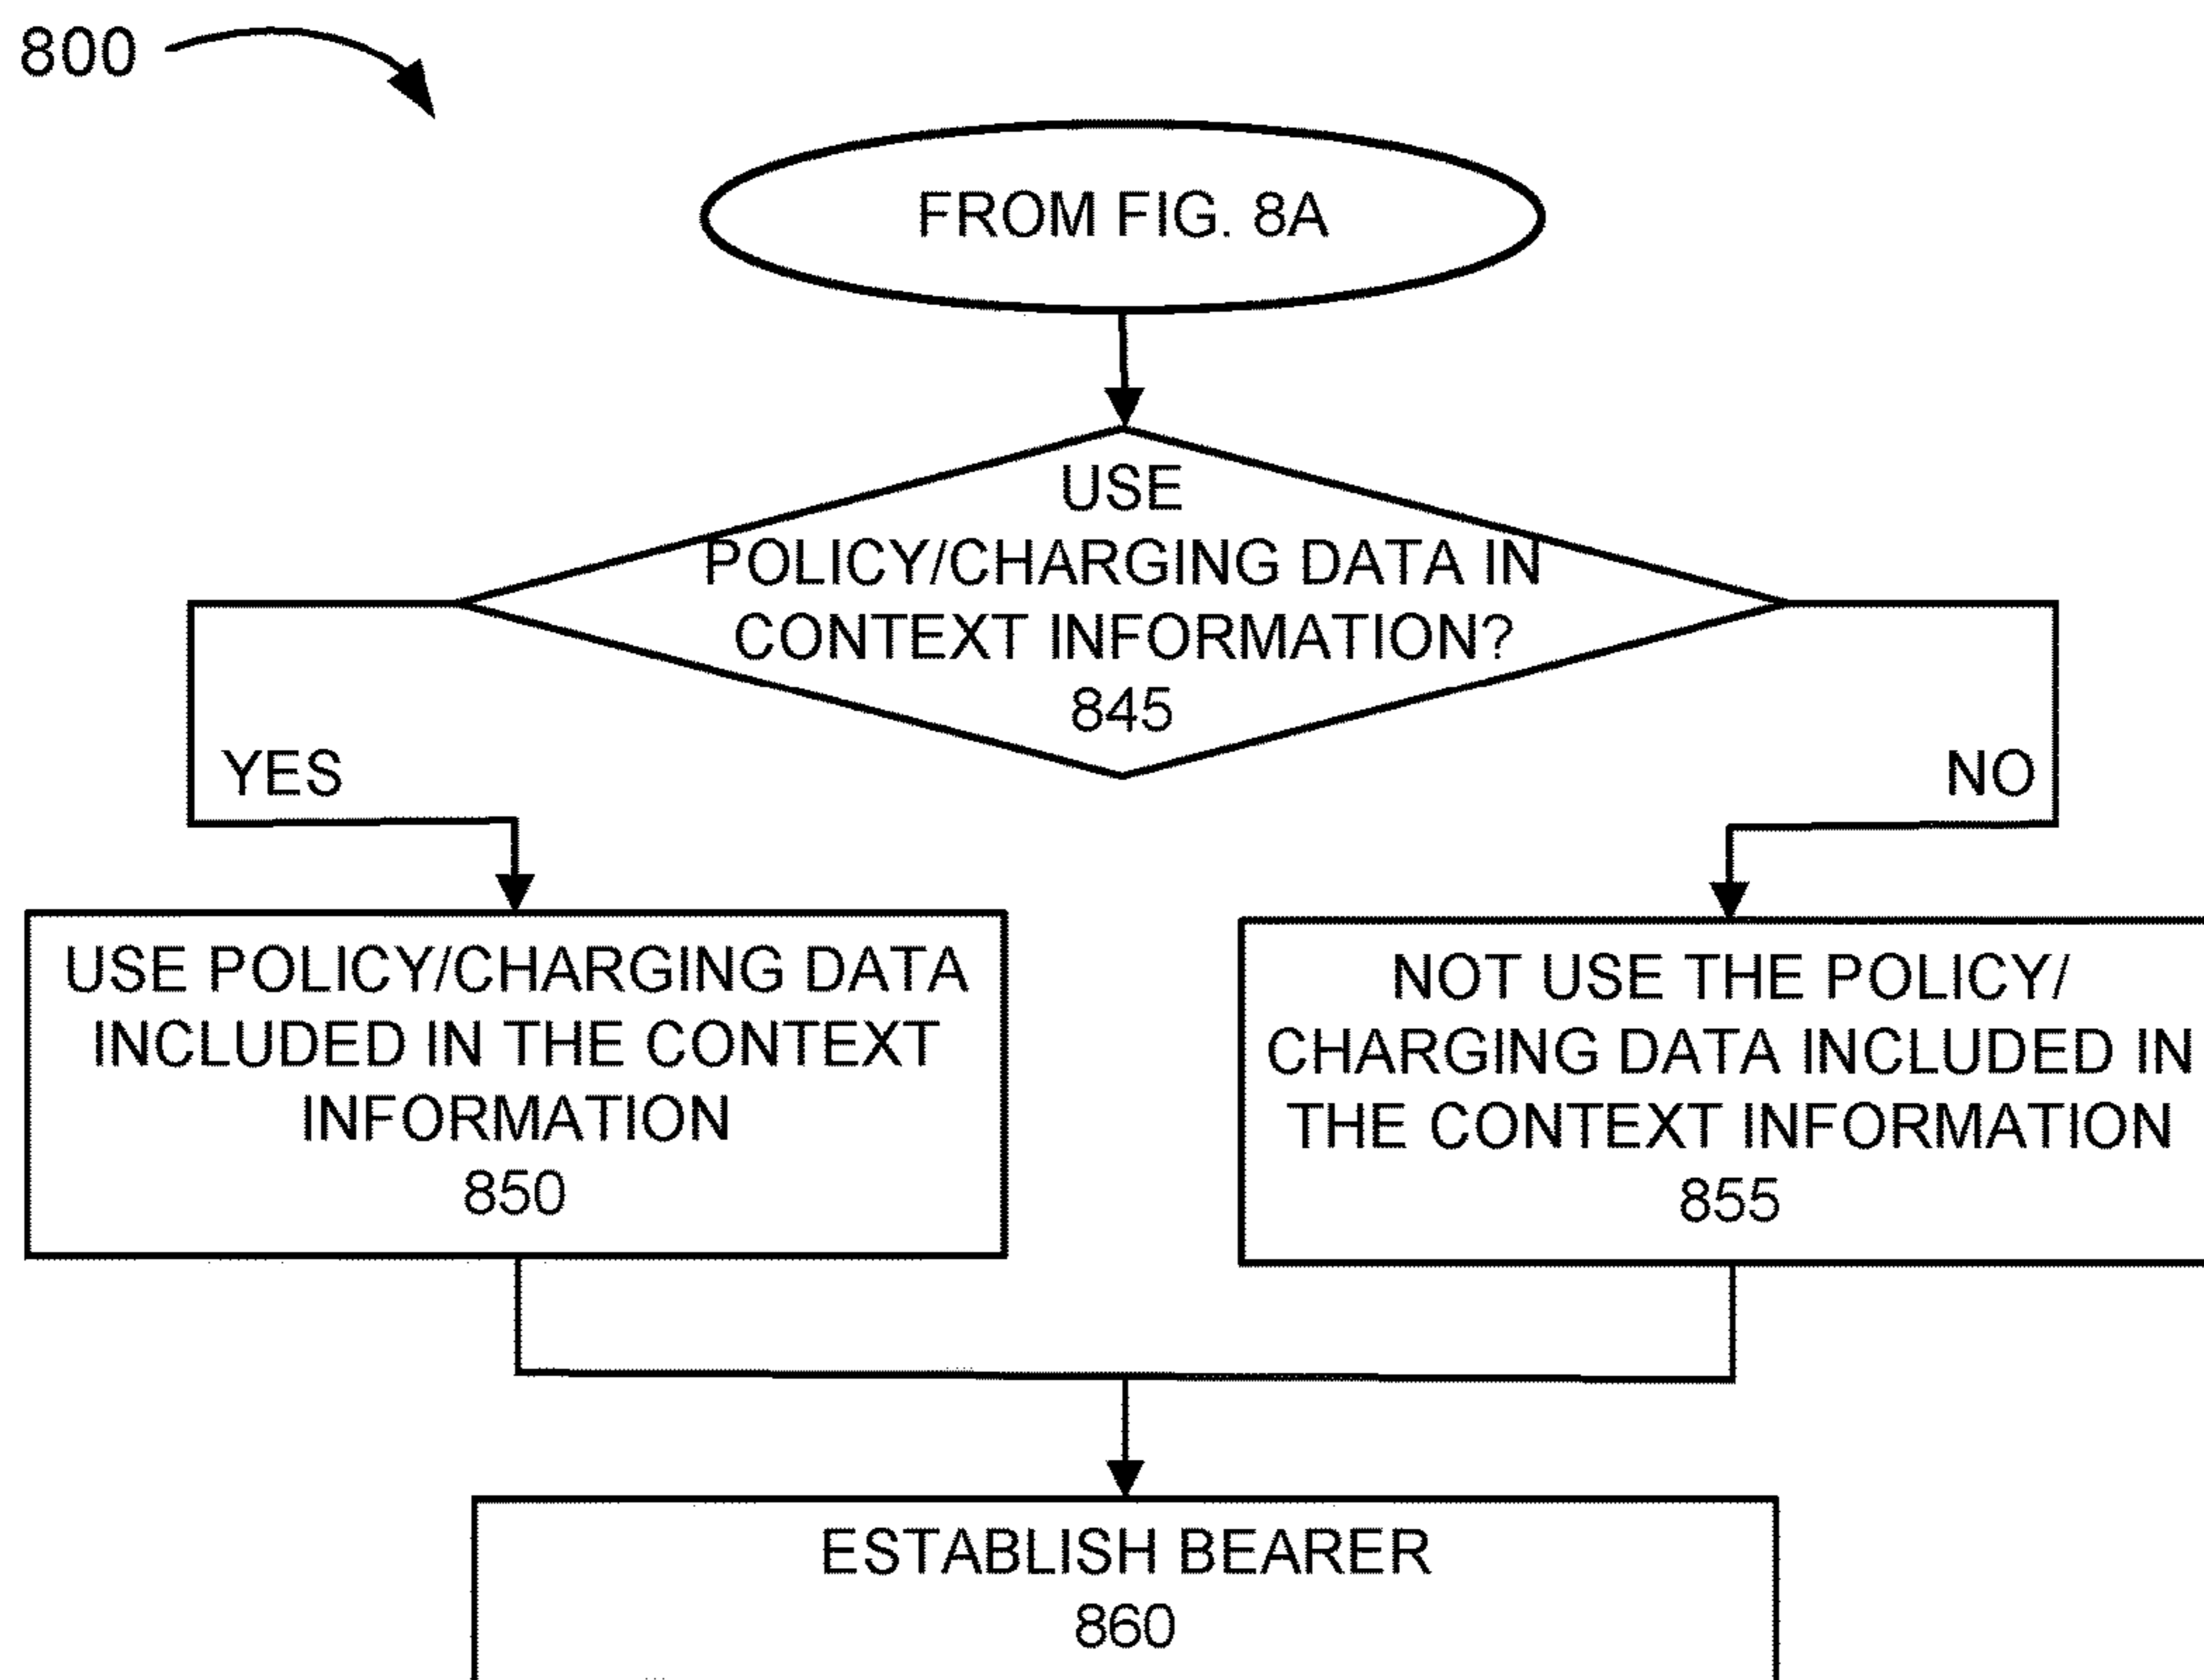 800
FROM FIG. 8A
USE
POLICY/CHARGING DATA IN
CONTEXT INFORMATION?
845
YES
NO
USE POLICY/CHARGING DATA
INCLUDED IN THE CONTEXT
INFORMATION
850
NOT USE THE POLICY/
CHARGING DATA INCLUDED IN
THE CONTEXT INFORMATION
855
ESTABLISH BEARER
860